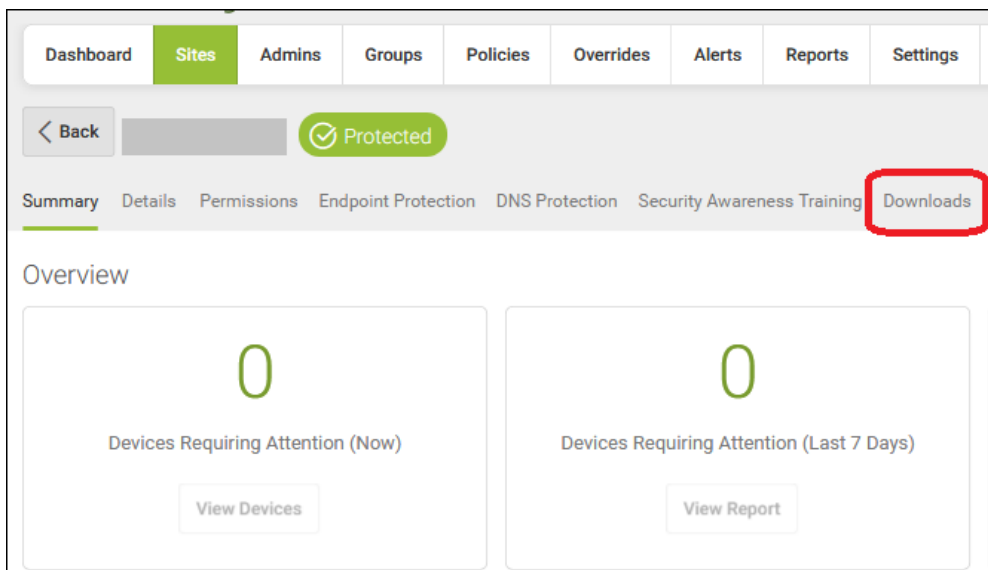 Dashboard Sites Admins Groups Policies Overrides Alerts Reports Settings
Back Protected
Summary Details Permissions Endpoint Protection DNS Protection Security Awareness Training Downloads
Overview
0 0
Devices Requiring Attention (Now) Devices Requiring Attention (Last 7 Days)
View Devices View Report